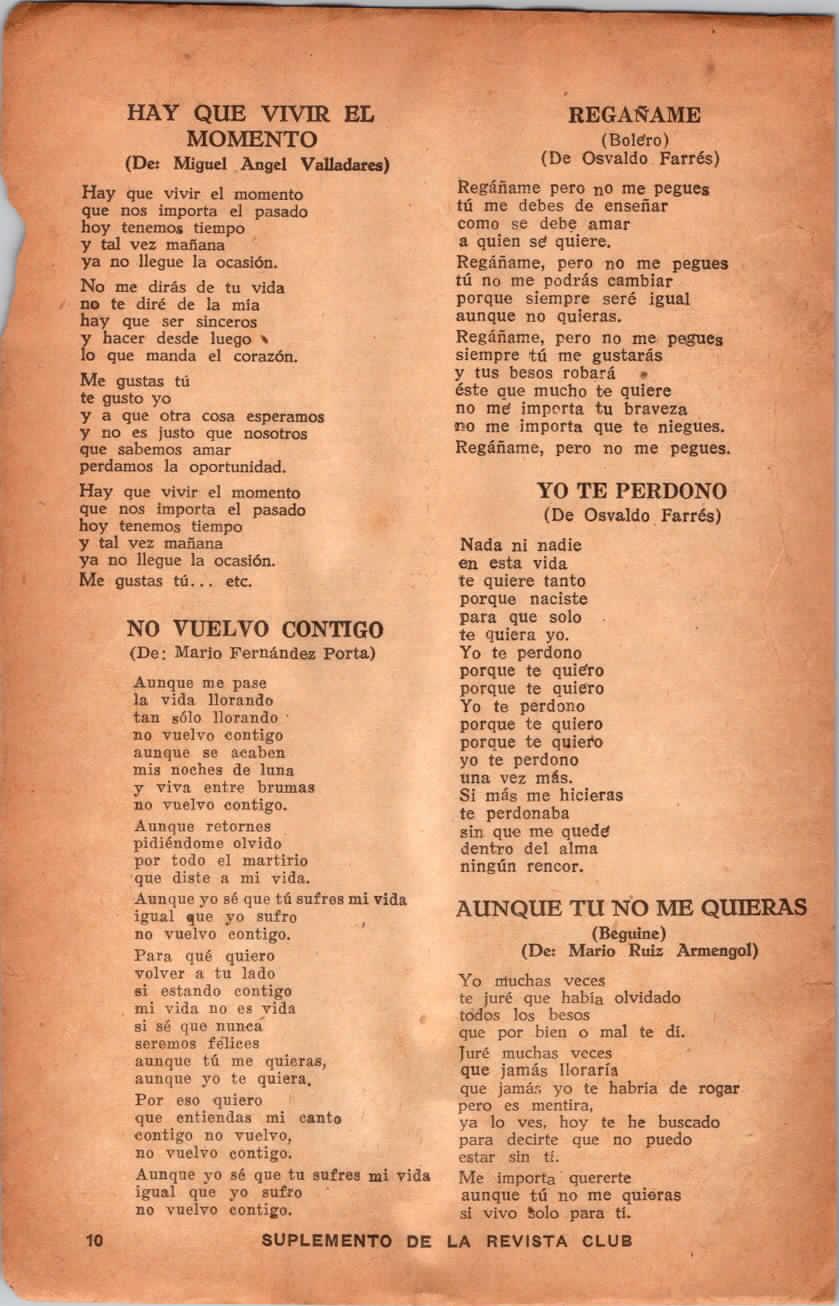 HAY QUE VIVIR EL
MOMENTO
(De: Miguel Angel Valladares)
Hay que vivir el momento
que nos importa el pasado
hoy tenemos tiempo
y tal vez mañana
ya no llegue la ocasión.
No me dirás de tu vida
no te diré de la mía
hay que ser sinceros
y hacer desde luego
lo que manda el corazón.
Me gustas tú
te gusto yo
y a que otra cosa esperamos
y no es justo que nosotros
que sabemos amar
perdamos la oportunidad.
Hay que vivir el momento
que nos importa el pasado
hoy tenemos tiempo
y tal vez mañana
ya no llegue la ocasión.
Me gustas tú... etc.
NO VUELVO CONTIGO
(De: Mario Fernández Porta)
Aunque me pase
la vida llorando
tan sólo llorando
no vuelvo contigo
aunque se acaben
mis noches de luna
y viva entre brumas
no vuelvo contigo.
Aunque retornes
pidiéndome olvido
por todo el martirio
que diste a mi vida.
Aunque yo sé que tú sufres mi vida
igual que yo sufro
no vuelvo contigo.
Para qué quiero
volver a tu lado
si estando contigo
mi vida no es vida
si sé que nunca
seremos felices
aunque tú me quieras,
aunque yo te quiera.
Por eso quiero
que entiendas mi canto
contigo no vuelvo,
no vuelvo contigo.
Aunque yo sé que tu sufres mi vida
igual que yo sufro
no vuelvo contigo.
REGAÑAME
(Bolero)
(De Osvaldo Farrés)
Regáñame pero no me pegues
tú me debes de enseñar
como se debe amar
a quien se quiere.
Regáñame, pero no me pegues
tú no me podrás cambiar
porque siempre seré igual
aunque no quieras.
Regáñame, pero no me pegues
siempre tú me gustarás
y tus besos robará
éste que mucho te quiere
no me importa tu braveza
no me importa que te niegues.
Regáñame, pero no me pegues.
YO TE PERDONO
(De Osvaldo Farrés)
Nada ni nadie
en esta vida
te quiere tanto
porque naciste
para que solo
te quiera yo.
Yo te perdono
porque te quiero
porque te quiero
Yo te perdono
porque te quiero
porque te quiero
yo te perdono
una vez más.
Si más me hicieras
te perdonaba
sin que me quede
dentro del alma
ningún rencor.
AUNQUE TU NO ME QUIERAS
(Beguine)
(De: Mario Ruiz Armengol)
Yo muchas veces
te juré que había olvidado
todos los besos
que por bien o mal te dí.
Juré muchas veces
que jamás lloraría
que jamás yo te habría de rogar
pero es mentira,
ya lo ves, hoy te he buscado
para decirte que no puedo
estar sin tí.
Me importa quererte
aunque tú no me quieras
si vivo solo para tí.
10 SUPLEMENTO DE LA REVISTA CLUB